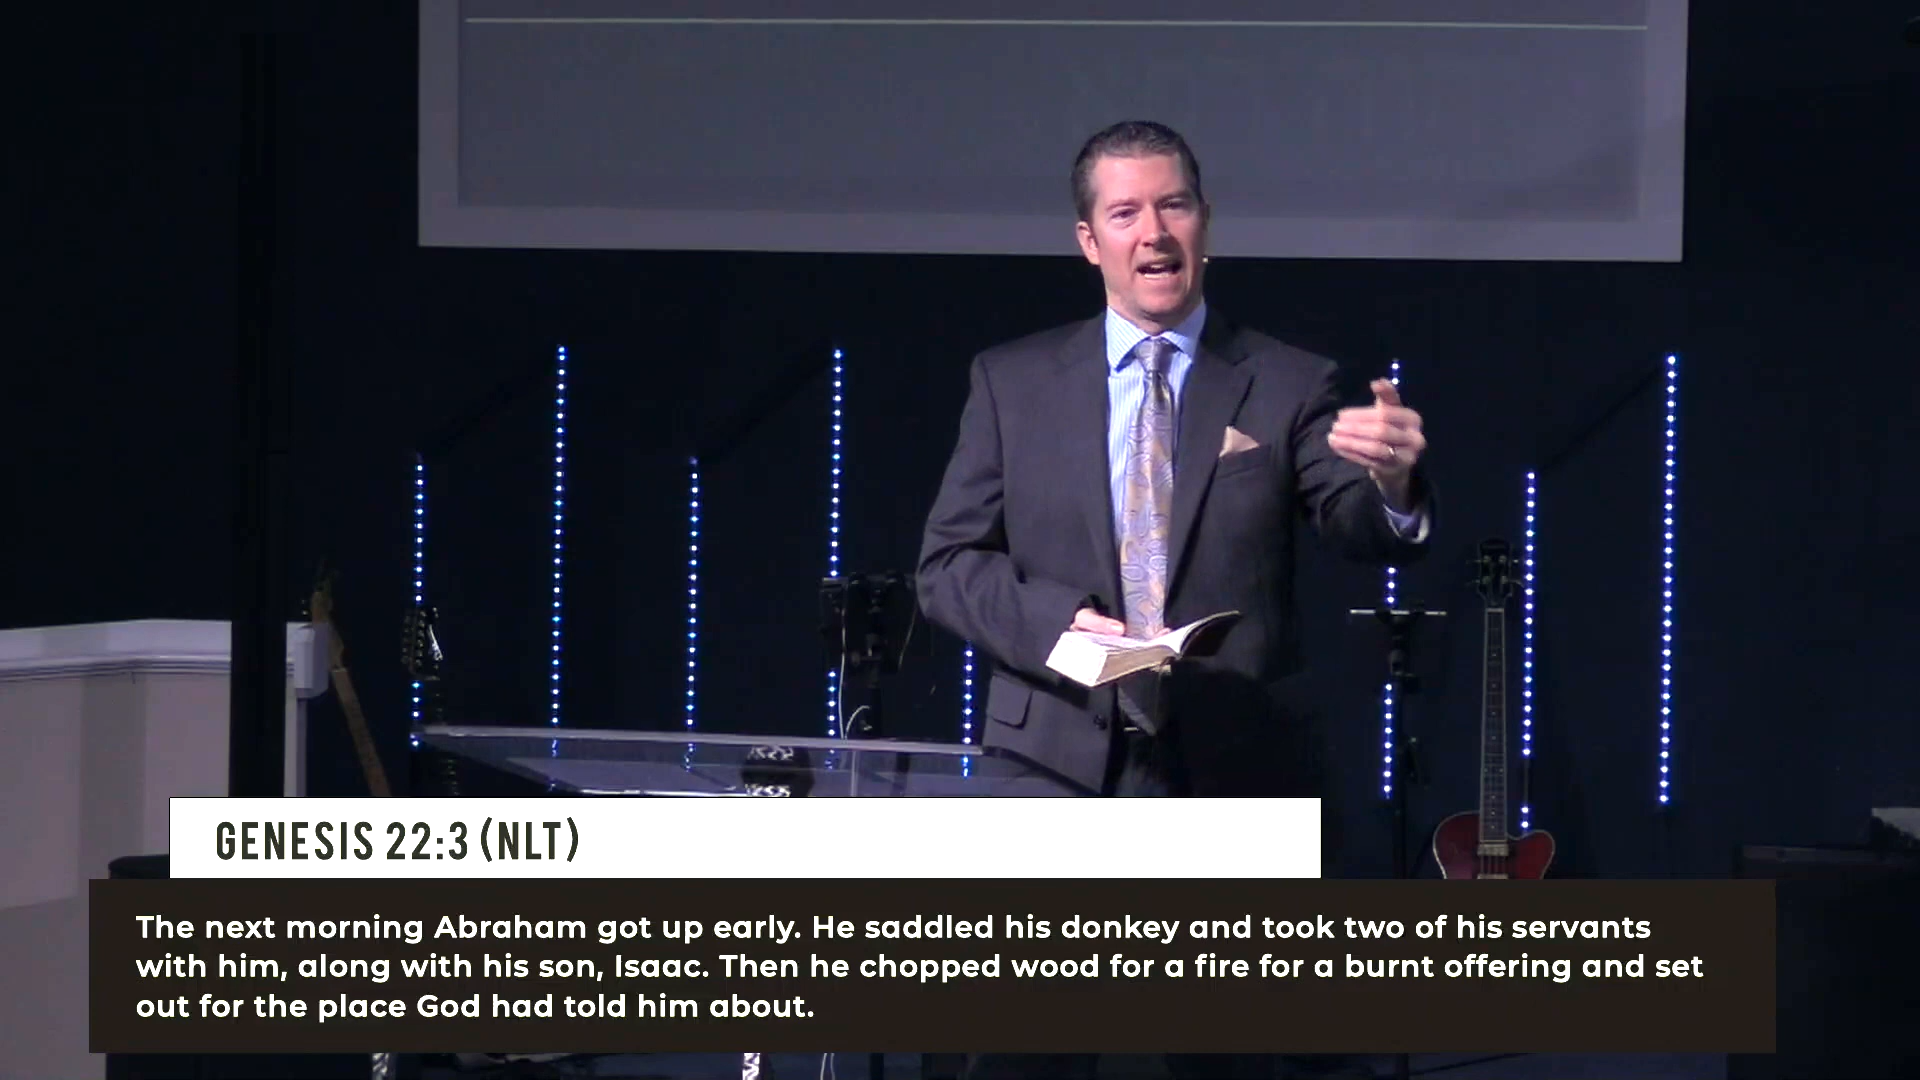 GENESIS 22:3 (NLT)
The next morning Abraham got up early. He saddled his donkey and took two of his servants
with him, along with his son, Isaac. Then he chopped wood for a fire for a burnt offering and set
out for the place God had told him about.